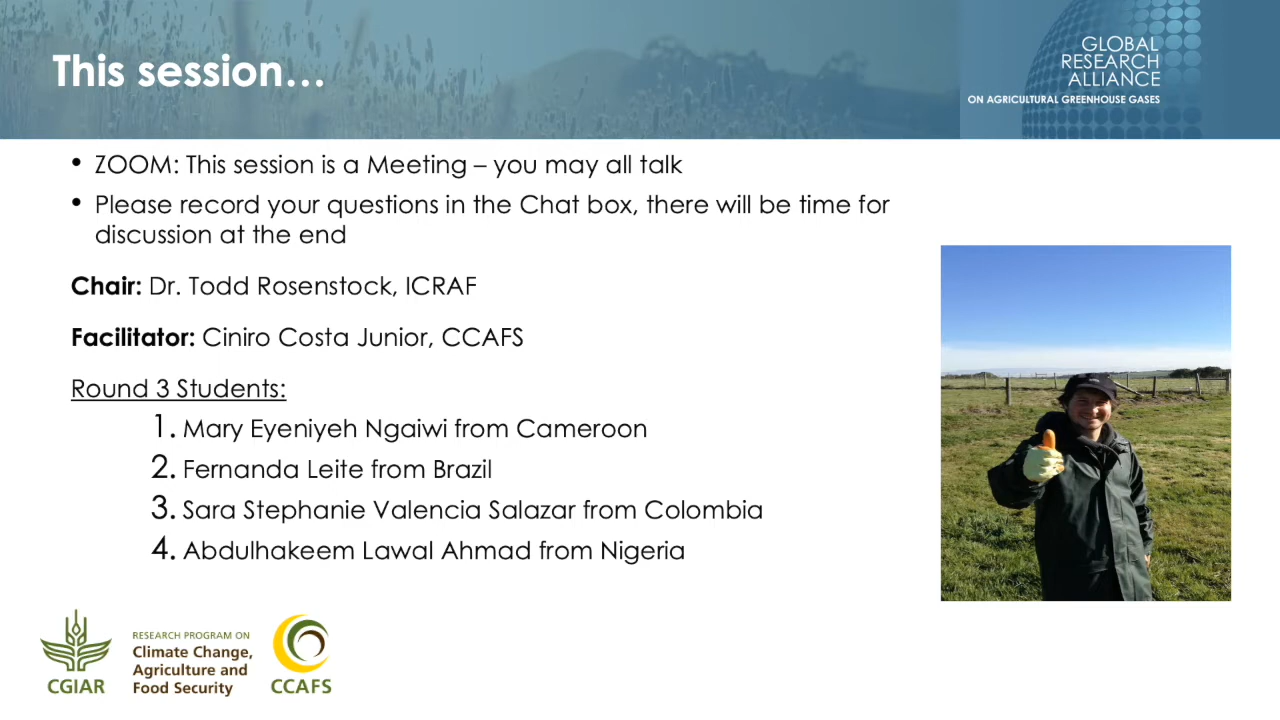 This session...
GLOBAL
RESEARCH
ALLIANCE
ON AGRICULTURAL GREENHOUSE GASES
• ZOOM: This session is a Meeting – you may all talk
• Please record your questions in the Chat box, there will be time for
discussion at the end
Chair: Dr. Todd Rosenstock, ICRAF
Facilitator: Ciniro Costa Junior, CCAFS
Round 3 Students:
1. Mary Eyeniyeh Ngaiwi from Cameroon
2. Fernanda Leite from Brazil
3. Sara Stephanie Valencia Salazar from Colombia
4. Abdulhakeem Lawal Ahmad from Nigeria
CGIAR
RESEARCH PROGRAM ON
Climate Change,
Agriculture and
Food Security
CCAFS